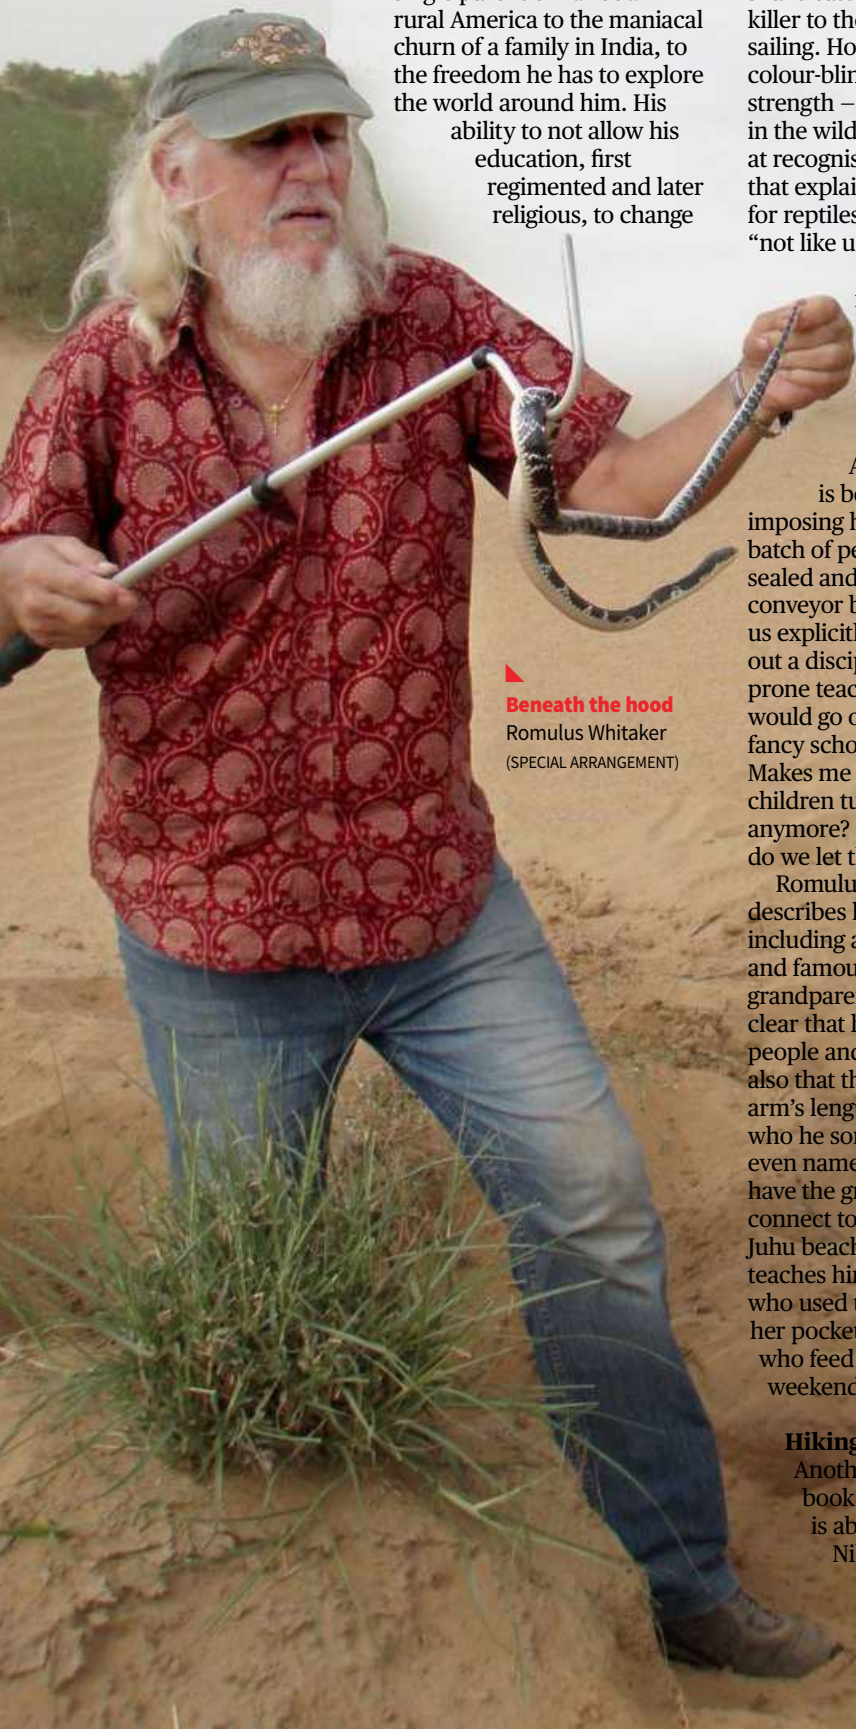 rural America to the maniacal
churn of a family in India, to
the freedom he has to explore
the world around him. His
ability to not allow his
education, first
regimented and later
religious, to change
Beneath the hood
Romulus Whitaker
(SPECIAL ARRANGEMENT)
killer to the
sailing. Ho
colour-blin
strength –
in the wild
at recognis
that explai
for reptiles
“not like u
A
is be
imposing h
batch of pe
sealed and
conveyor b
us explicitl
out a discip
prone teac
would go o
fancy scho
Makes me
children tu
anymore?
do we let t
Romulu
describes h
including a
and famou
grandpare
clear that h
people and
also that th
arm’s leng
who he so
even name
have the gr
connect to
Juhu beach
teaches hi
who used t
her pocket
who feed
weekend
Hiking
Anoth
book
is ab
Ni